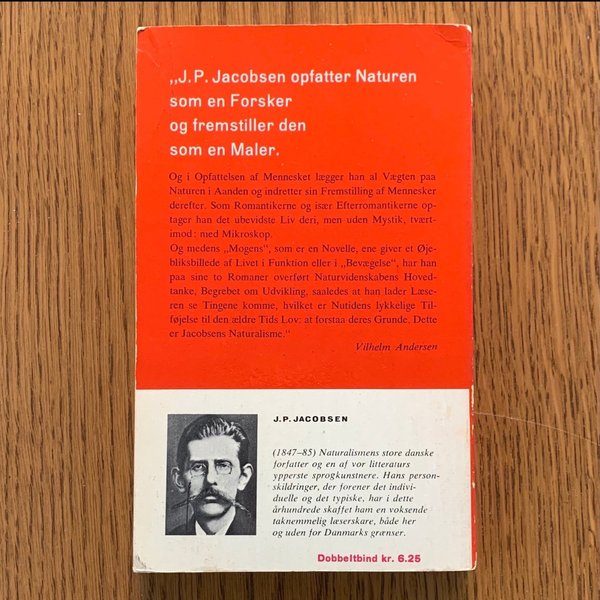 „J. P. Jacobsen opfatter Naturen
som en Forsker
og fremstiller den
som en Maler.
Og i Opfattelsen af Mennesket lægger han al Vægten paa
Naturen i Aanden og indretter sin Fremstilling af Mennesker
derefter. Som Romantikerne og især Efterromantikerne op-
tager han det ubevidste Liv deri, men uden Mystik, tvært-
imod: med Mikroskop.
Og medens „Mogens“, som er en Novelle, ene giver et Øje-
bliksbillede af Livet i Funktion eller i „Bevægelse“, har han
paa sine to Romaner overført Naturvidenskabens Hoved-
tanke, Begrebet om Udvikling, saaledes at han lader Læse-
ren se Tingene komme, hvilket er Nutidens lykkelige Til-
føjelse til den ældre Tids Lov: at forstaa deres Grunde. Dette
er Jacobsens Naturalisme.“
Vilhelm Andersen
J. P. JACOBSEN
(1847–85) Naturalismens store danske
forfatter og en af vor litteraturs
ypperste sprogkunstnere. Hans person-
skildringer, der forener det indivi-
duelle og det typiske, har i dette
århundrede skaffet ham en voksende
taknemmelig læserskare, både her
og uden for Danmarks grænser.
Dobbeltbind kr. 6.25